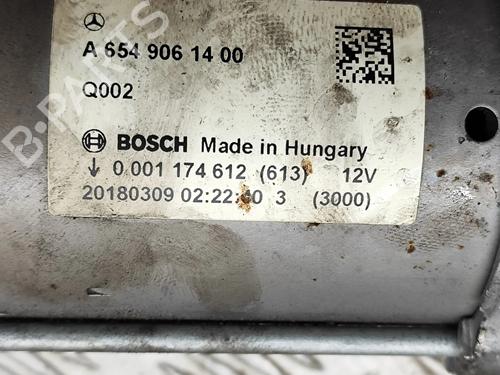 A 654 906 14 00
Q002
BOSCH Made in Hungary
↓ 0 001 174 612 (613) 12V
20180309 02:22:40 3 (3000)
B-PARTS